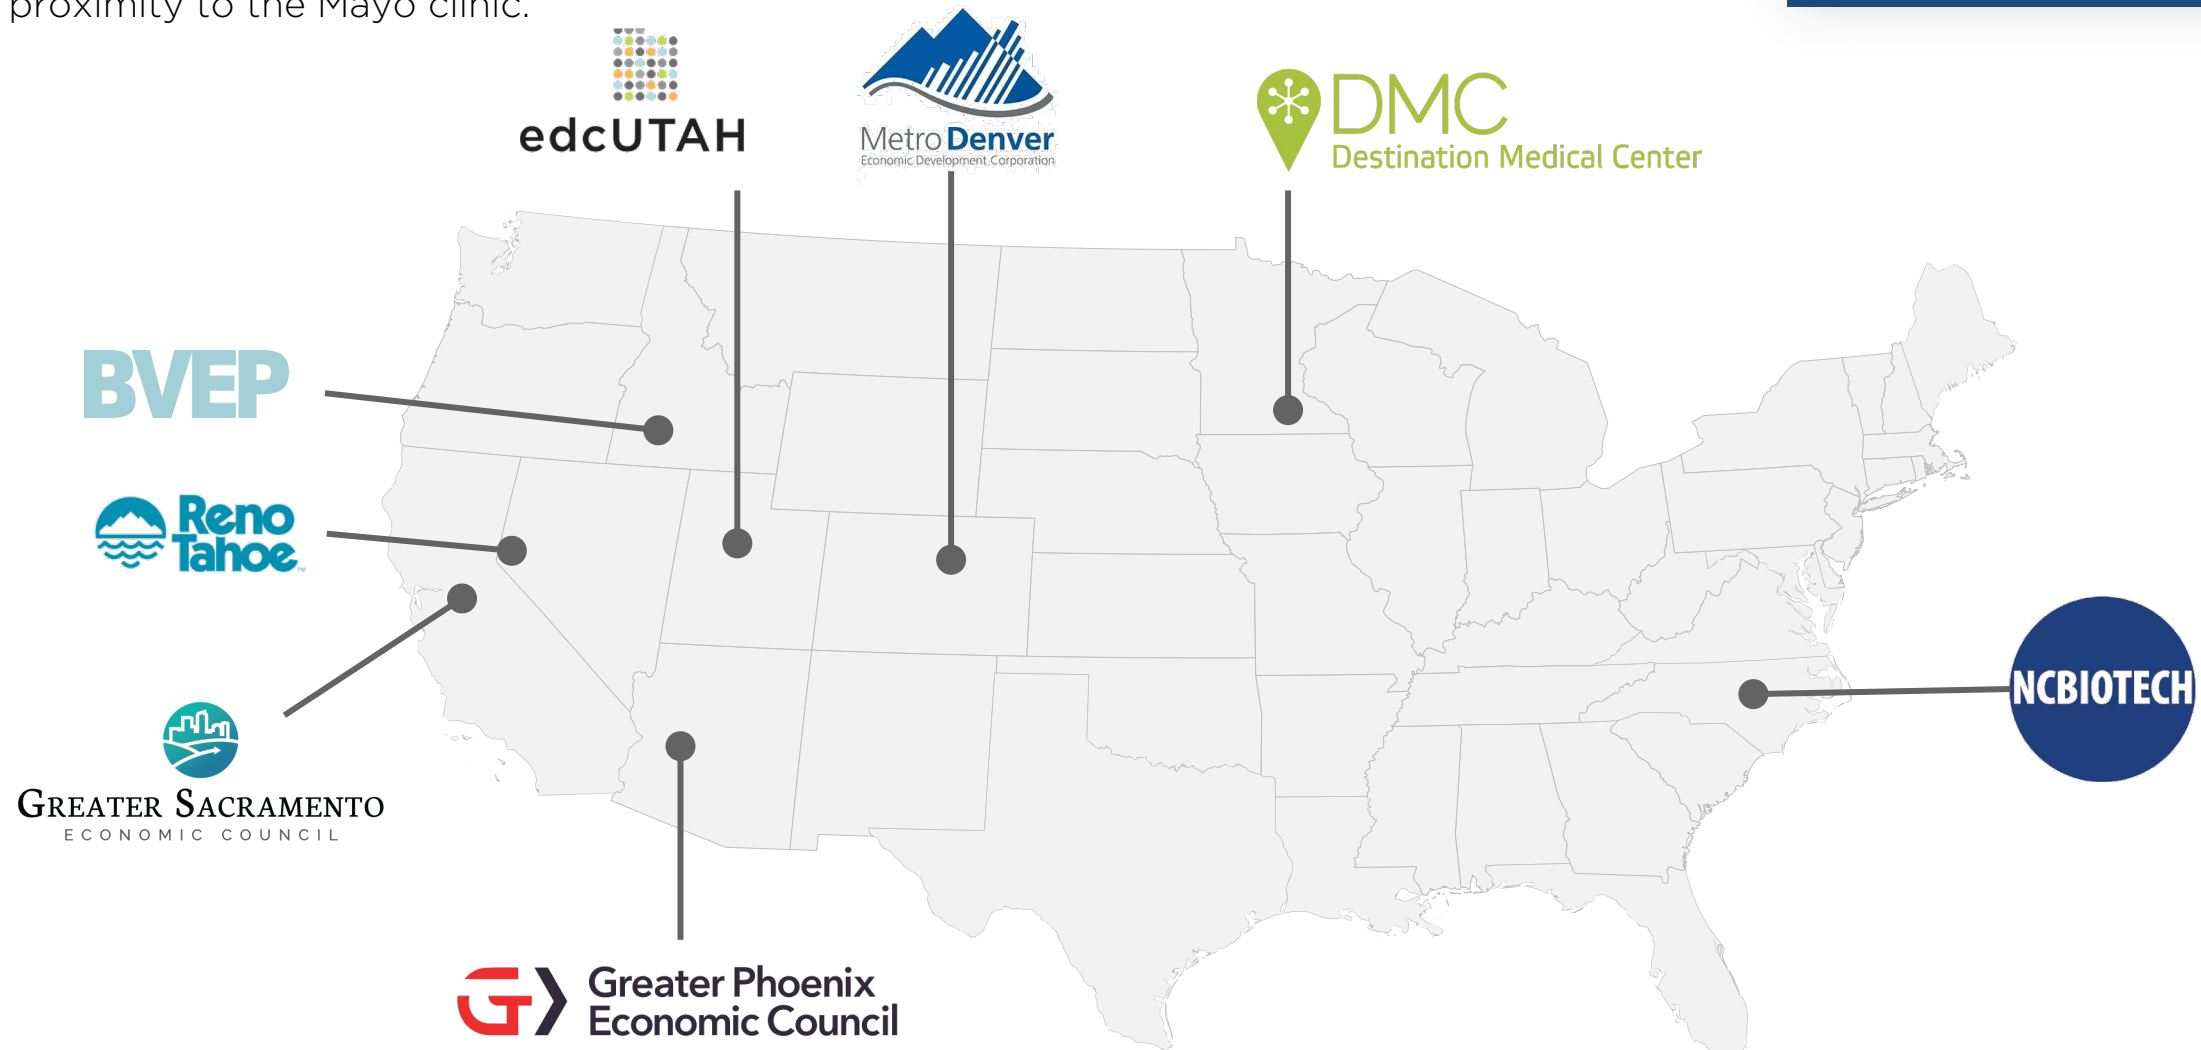 proximity to the Mayo clinic.
edcUTAH
Metro Denver
Economic Development Corporation
DMC
Destination Medical Center
BVEP
Reno
Tahoe
TM
NCBIOTECH
GREATER SACRAMENTO
ECONOMIC COUNCIL
Greater Phoenix
Economic Council